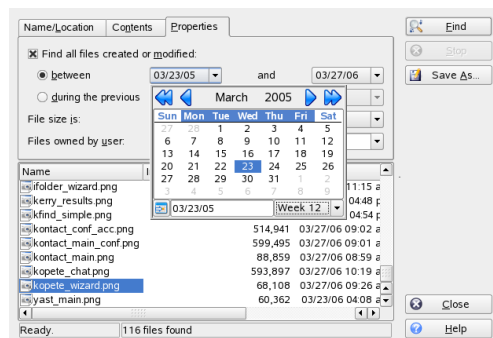 Name/Location Contents Properties
Find all files created or modified:
between 03/23/05 and 03/27/06
during the previous
File size is:
Files owned by user:
March 2005
Sun Mon Tue Wed Thu Fri Sat
27 28 1 2 3 4 5
6 7 8 9 10 11 12
13 14 15 16 17 18 19
20 21 22 23 24 25 26
27 28 29 30 31 1 2
3 4 5 6 7 8 9
03/23/05 Week 12
Name
ifolder_wizard.png 11:15 a
kerry_results.png 04:48 p
kfind_simple.png 04:54 p
kontact_conf_acc.png 514,941 03/27/06 09:02 a
kontact_main_conf.png 599,495 03/27/06 09:01 a
kontact_main.png 88,859 03/27/06 08:59 a
kopete_chat.png 593,897 03/27/06 10:19 a
kopete_wizard.png 68,108 03/27/06 09:26 a
yast_main.png 60,362 03/23/06 04:08 a
Ready. 116 files found
Find
Stop
Save As...
Close
Help